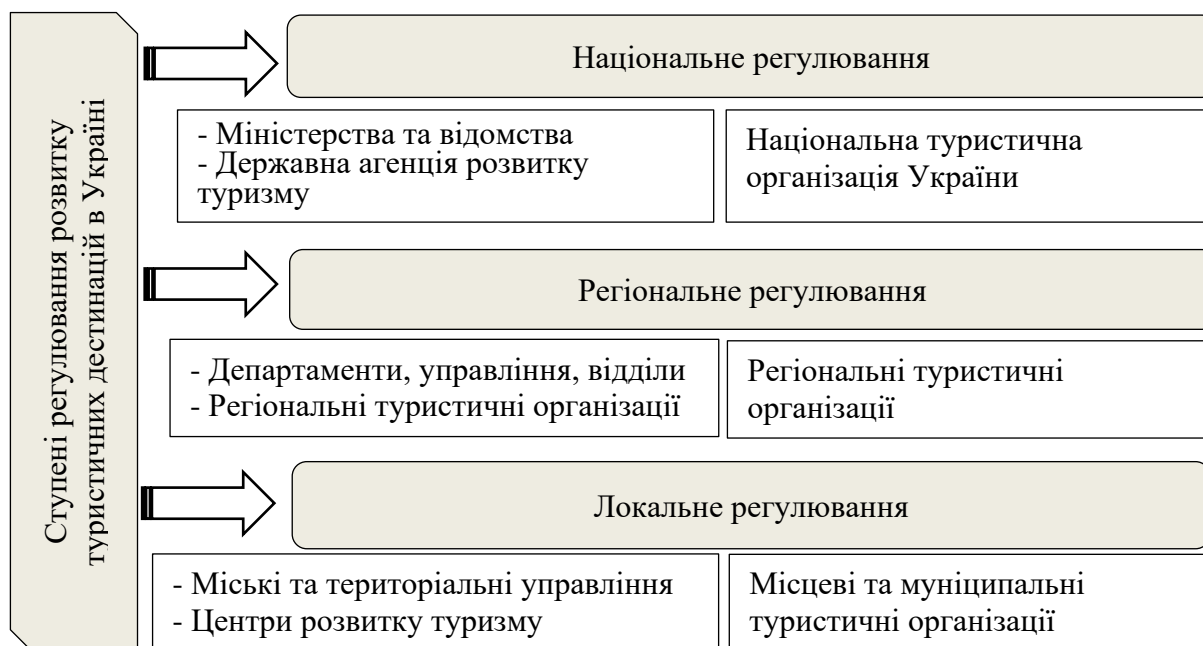 Ступені регулювання розвитку
туристичних дестинацій в Україні
Національне регулювання
- Міністерства та відомства
- Державна агенція розвитку
туризму
Національна туристична
організація України
Регіональне регулювання
- Департаменти, управління, відділи
- Регіональні туристичні організації
Регіональні туристичні
організації
Локальне регулювання
- Міські та територіальні управління
- Центри розвитку туризму
Місцеві та муніципальні
туристичні організації